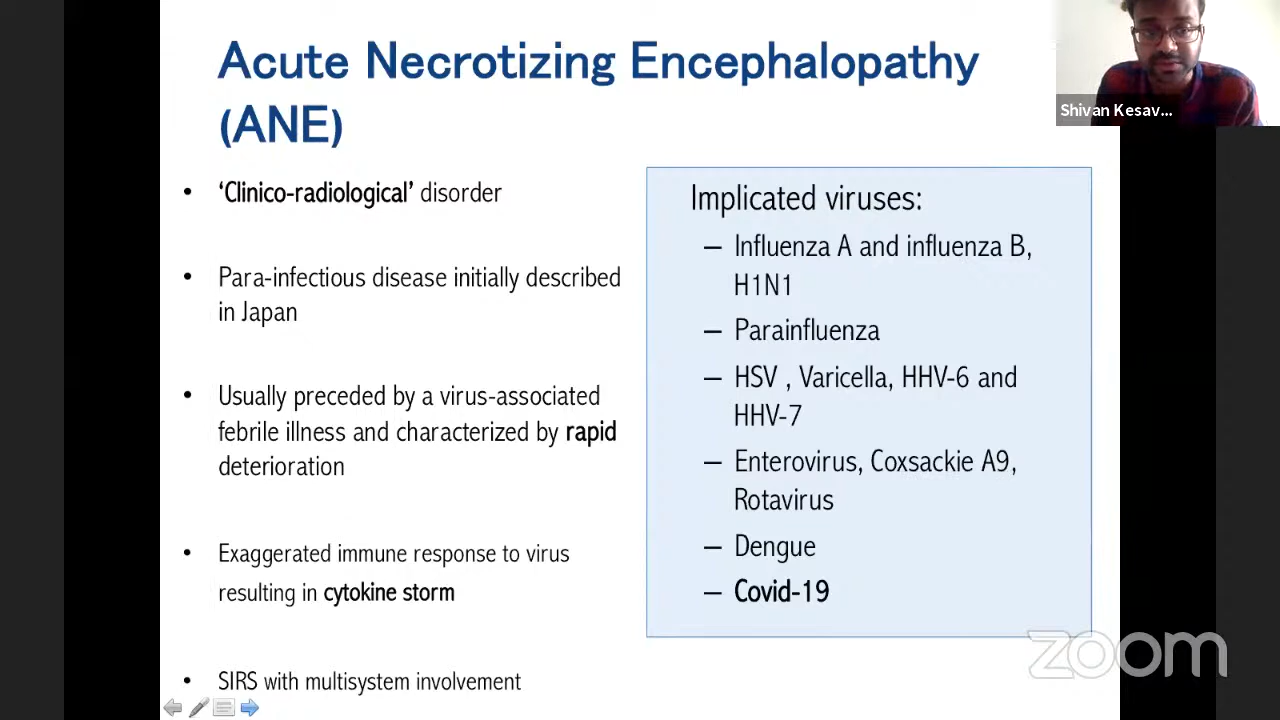 Acute Necrotizing Encephalopathy
(ANE)
• ‘Clinico-radiological’ disorder
• Para-infectious disease initially described
in Japan
• Usually preceded by a virus-associated
febrile illness and characterized by rapid
deterioration
• Exaggerated immune response to virus
resulting in cytokine storm
• SIRS with multisystem involvement
Implicated viruses:
– Influenza A and influenza B,
H1N1
– Parainfluenza
– HSV , Varicella, HHV-6 and
HHV-7
– Enterovirus, Coxsackie A9,
Rotavirus
– Dengue
– Covid-19
Shivan Kesav...
zoom